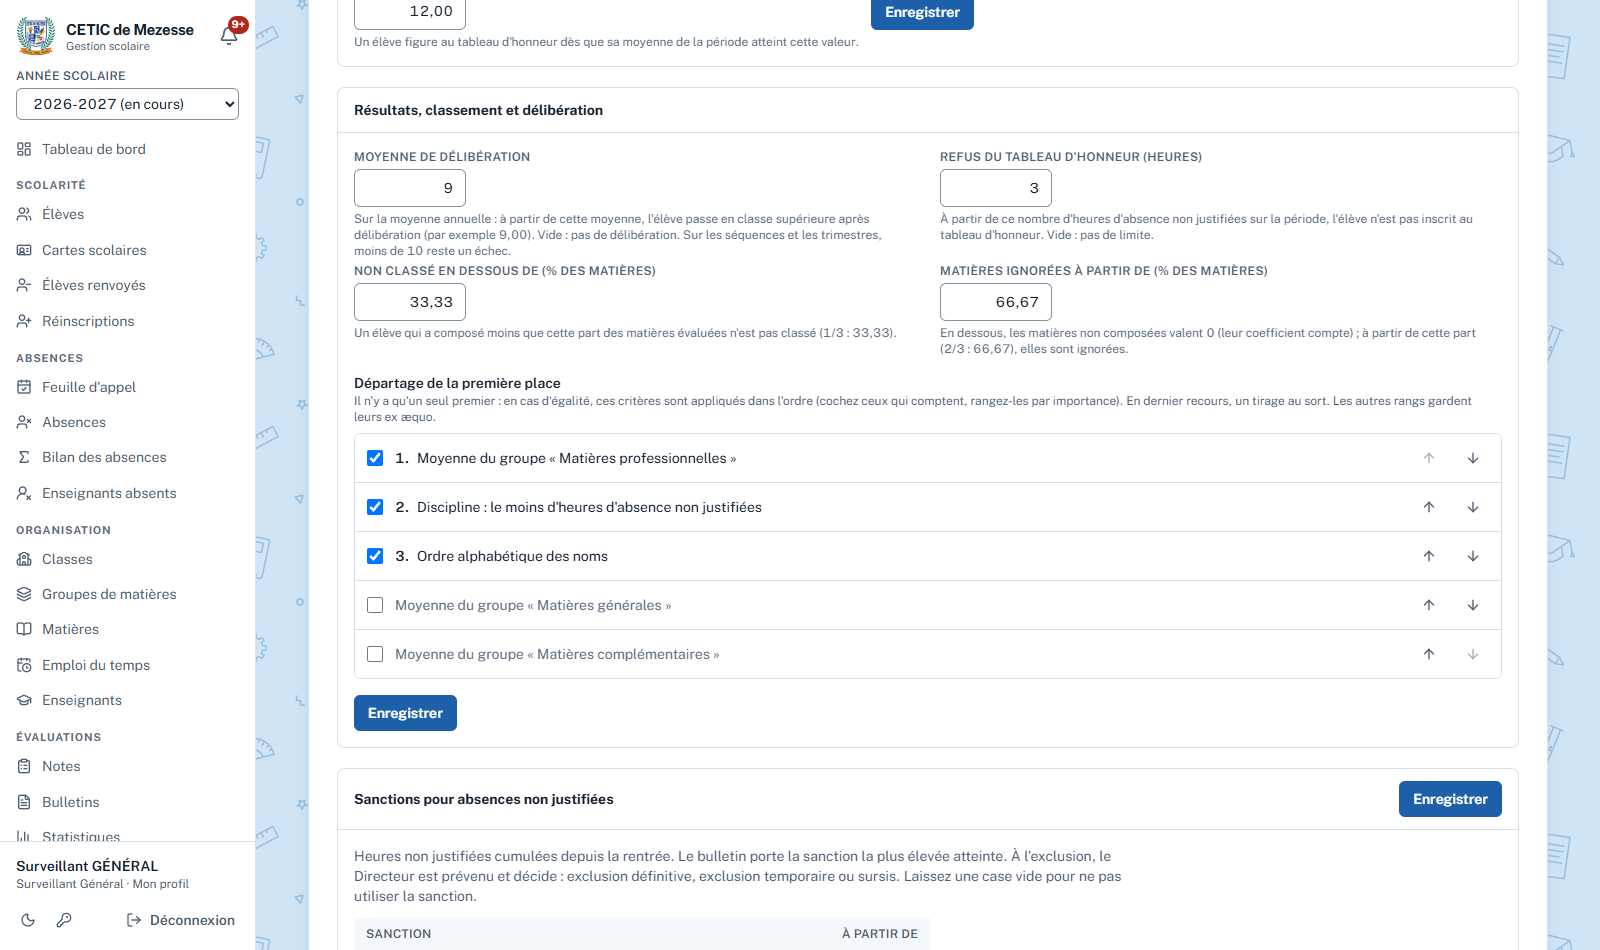 CETIC de Mezesse
Gestion scolaire
9+
ANNÉE SCOLAIRE
2026-2027 (en cours)
Tableau de bord
SCOLARITÉ
Élèves
Cartes scolaires
Élèves renvoyés
Réinscriptions
ABSENCES
Feuille d'appel
Absences
Bilan des absences
Enseignants absents
ORGANISATION
Classes
Groupes de matières
Matières
Emploi du temps
Enseignants
ÉVALUATIONS
Notes
Bulletins
Statistiques
Surveillant GÉNÉRAL
Surveillant Général · Mon profil
Déconnexion
12,00
Enregistrer
Un élève figure au tableau d'honneur dès que sa moyenne de la période atteint cette valeur.
Résultats, classement et délibération
MOYENNE DE DÉLIBÉRATION
9
Sur la moyenne annuelle : à partir de cette moyenne, l'élève passe en classe supérieure après
délibération (par exemple 9,00). Vide : pas de délibération. Sur les séquences et les trimestres,
moins de 10 reste un échec.
REFUS DU TABLEAU D'HONNEUR (HEURES)
3
À partir de ce nombre d'heures d'absence non justifiées sur la période, l'élève n'est pas inscrit au
tableau d'honneur. Vide : pas de limite.
NON CLASSÉ EN DESSOUS DE (% DES MATIÈRES)
33,33
Un élève qui a composé moins que cette part des matières évaluées n'est pas classé (1/3 : 33,33).
MATIÈRES IGNORÉES À PARTIR DE (% DES MATIÈRES)
66,67
En dessous, les matières non composées valent 0 (leur coefficient compte) ; à partir de cette part
(2/3 : 66,67), elles sont ignorées.
Départage de la première place
Il n'y a qu'un seul premier : en cas d'égalité, ces critères sont appliqués dans l'ordre (cochez ceux qui comptent, rangez-les par importance). En dernier recours, un tirage au sort. Les autres rangs gardent
leurs ex æquo.
1. Moyenne du groupe « Matières professionnelles »
2. Discipline : le moins d'heures d'absence non justifiées
3. Ordre alphabétique des noms
Moyenne du groupe « Matières générales »
Moyenne du groupe « Matières complémentaires »
Enregistrer
Sanctions pour absences non justifiées
Enregistrer
Heures non justifiées cumulées depuis la rentrée. Le bulletin porte la sanction la plus élevée atteinte. À l'exclusion, le
Directeur est prévenu et décide : exclusion définitive, exclusion temporaire ou sursis. Laissez une case vide pour ne pas
utiliser la sanction.
SANCTION
À PARTIR DE